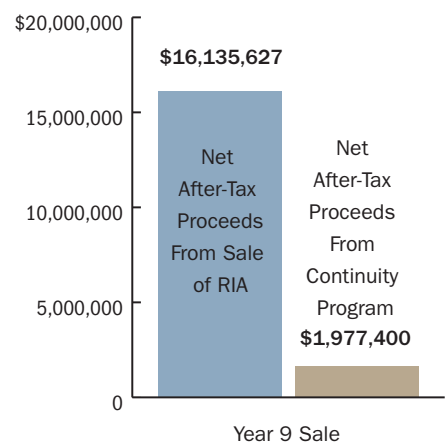 $20,000,000
15,000,000
10,000,000
5,000,000
0
$16,135,627
Net
After-Tax
Proceeds
From Sale
of RIA
Net
After-Tax
Proceeds
From
Continuity
Program
$1,977,400
Year 9 Sale